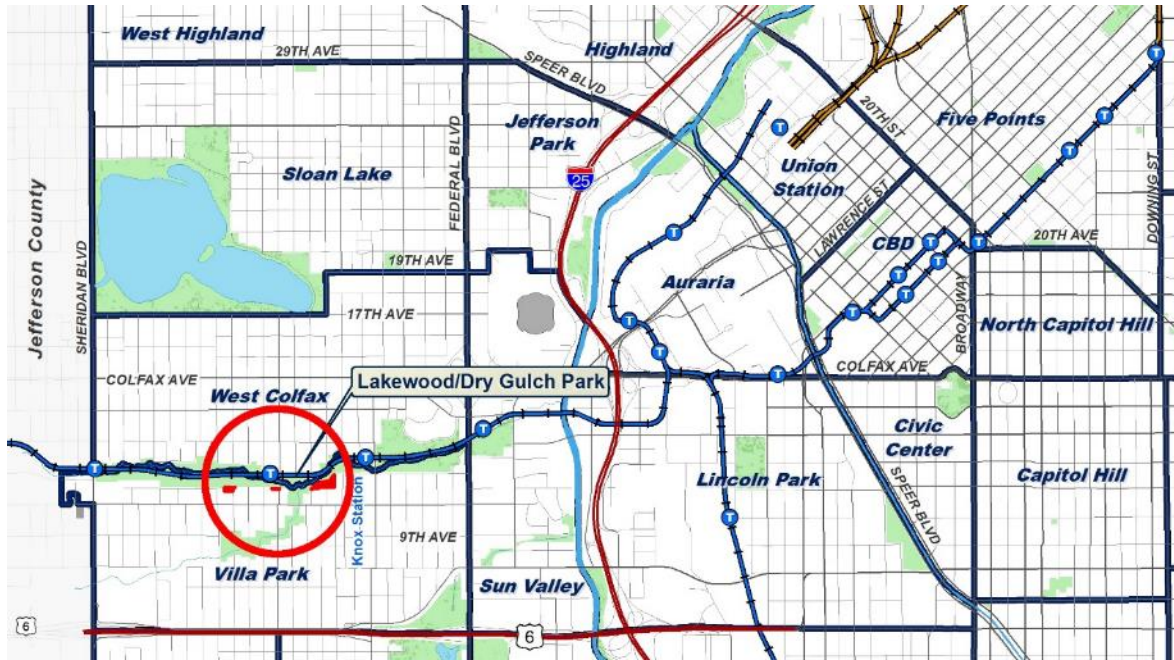 West Highland
29TH AVE
Highland
SPEER BLVD
FEDERAL BLVD
Jefferson
Park
20TH ST
Five Points
T
T
T
T
Union
Station
25
Sloan Lake
Jefferson County
SHERIDAN BLVD
LAWRENCE ST
DOWNING ST
T
CBD
T
T
20TH AVE
19TH AVE
T
T
T
Auraria
BROADWAY
17TH AVE
T
T
North Capitol Hill
T
COLFAX AVE
Lakewood/Dry Gulch Park
T
COLFAX AVE
West Colfax
Civic
Center
T
T
T
T
Knox Station
Lincoln Park
SPEER BLVD
Capitol Hill
T
9TH AVE
Villa Park
Sun Valley
6
6